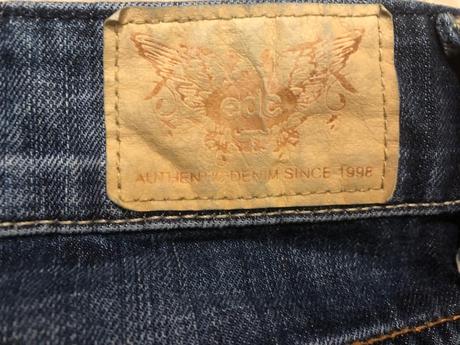 edc
AUTHENTIC DENIM SINCE 1998